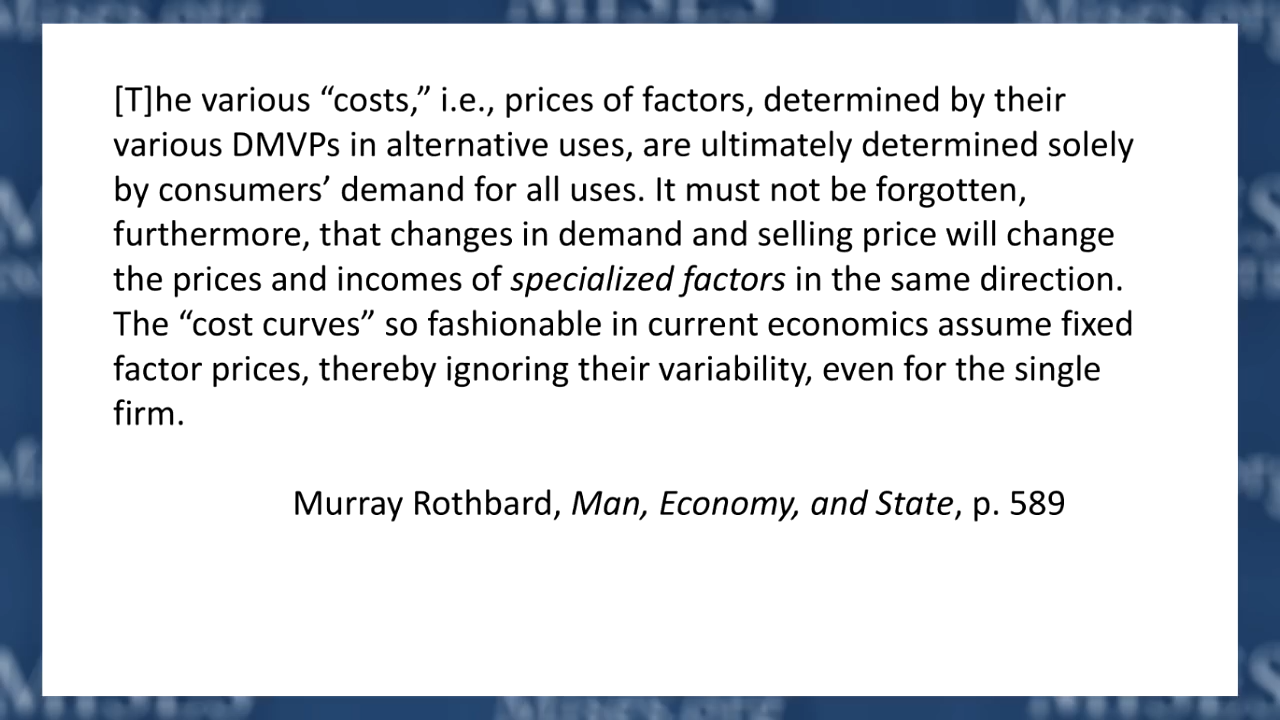 [T]he various “costs,” i.e., prices of factors, determined by their
various DMVPs in alternative uses, are ultimately determined solely
by consumers’ demand for all uses. It must not be forgotten,
furthermore, that changes in demand and selling price will change
the prices and incomes of specialized factors in the same direction.
The “cost curves” so fashionable in current economics assume fixed
factor prices, thereby ignoring their variability, even for the single
firm.
Murray Rothbard, Man, Economy, and State, p. 589